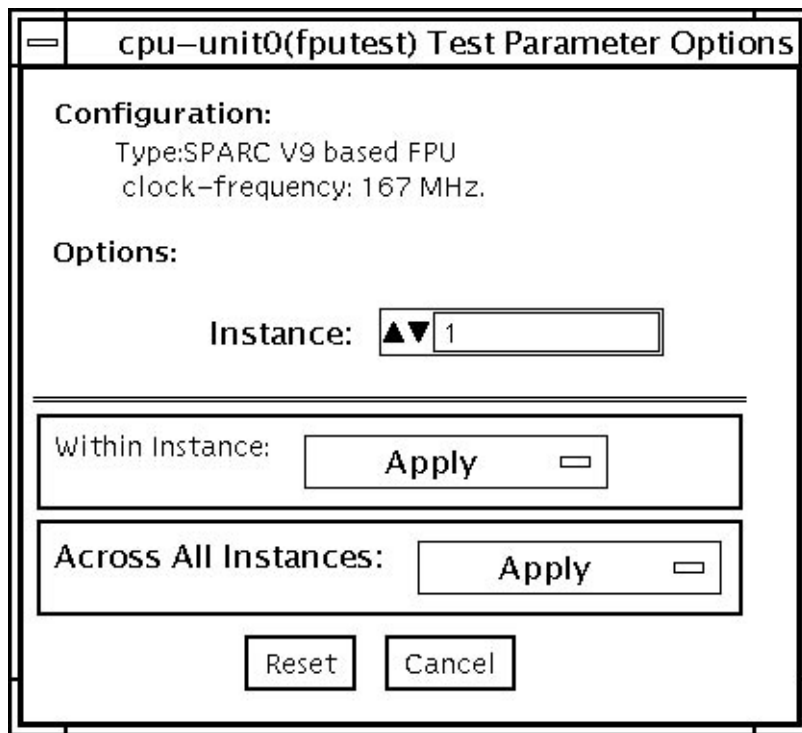 cpu-unit0(fputest) Test Parameter Options
Configuration:
Type:SPARC V9 based FPU
clock-frequency: 167 MHz.
Options:
Instance: 1
Within Instance: Apply
Across All Instances: Apply
Reset Cancel